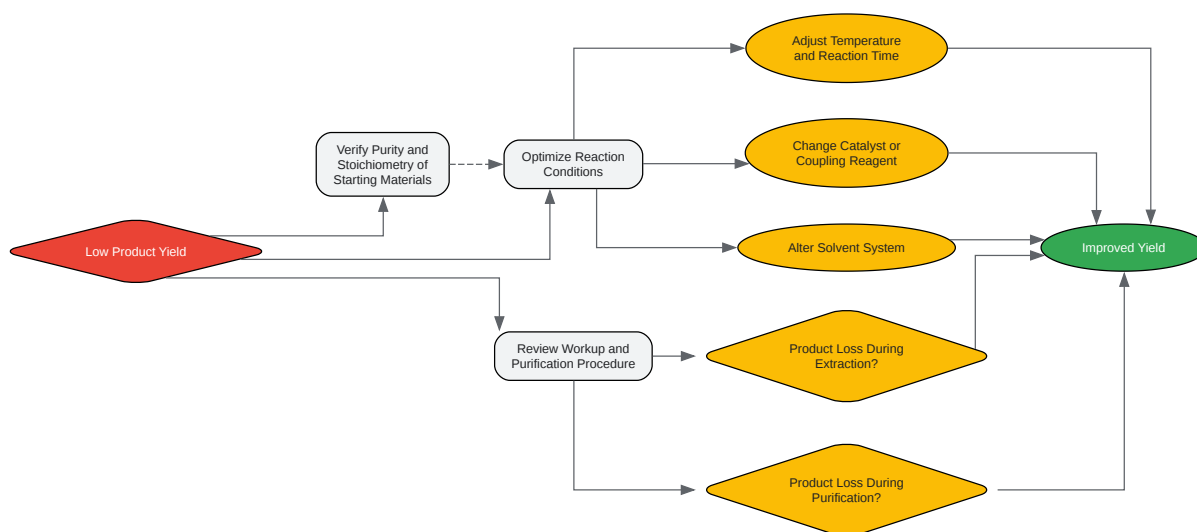 Adjust Temperature
and Reaction Time
Verify Purity and
Stoichiometry of
Starting Materials
Optimize Reaction
Conditions
Change Catalyst or
Coupling Reagent
Low Product Yield
Alter Solvent System
Improved Yield
Review Workup and
Purification Procedure
Product Loss During
Extraction?
Product Loss During
Purification?